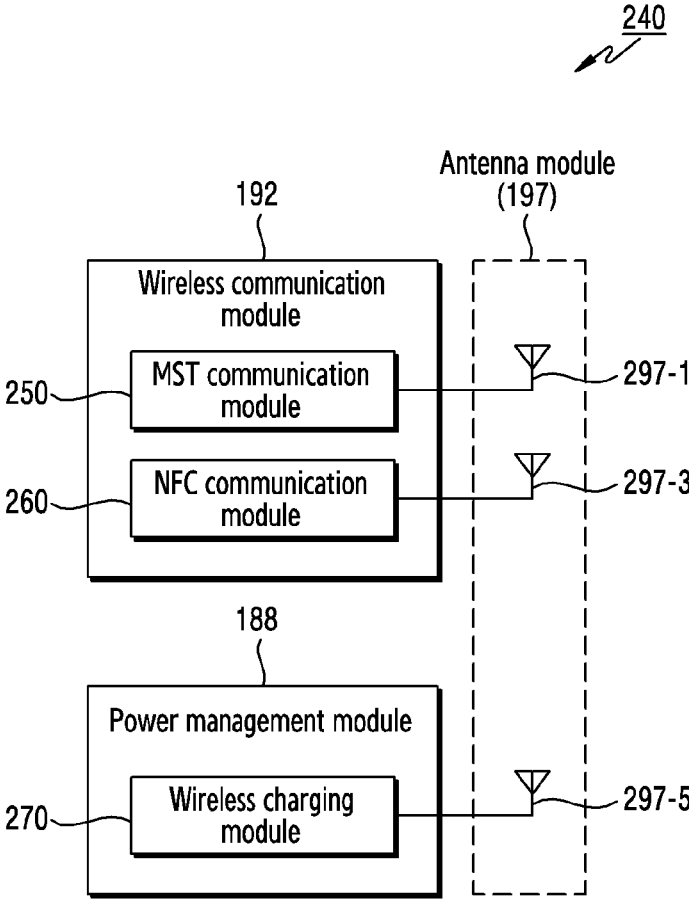 240
Antenna module
(197)
192
Wireless communication
module
MST communication
module
250
297-1
NFC communication
module
260
297-3
188
Power management module
Wireless charging
module
270
297-5